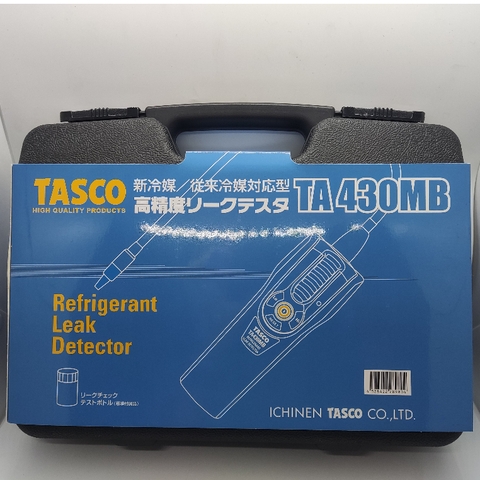 TASCO
HIGH QUALITY PRODUCTS
新冷媒 従来冷媒対応型
高精度リークテスタ TA430MB
Refrigerant
Leak
Detector
TASCO
リークチェック
テストボトル
ICHINEN TASCO CO.,LTD.